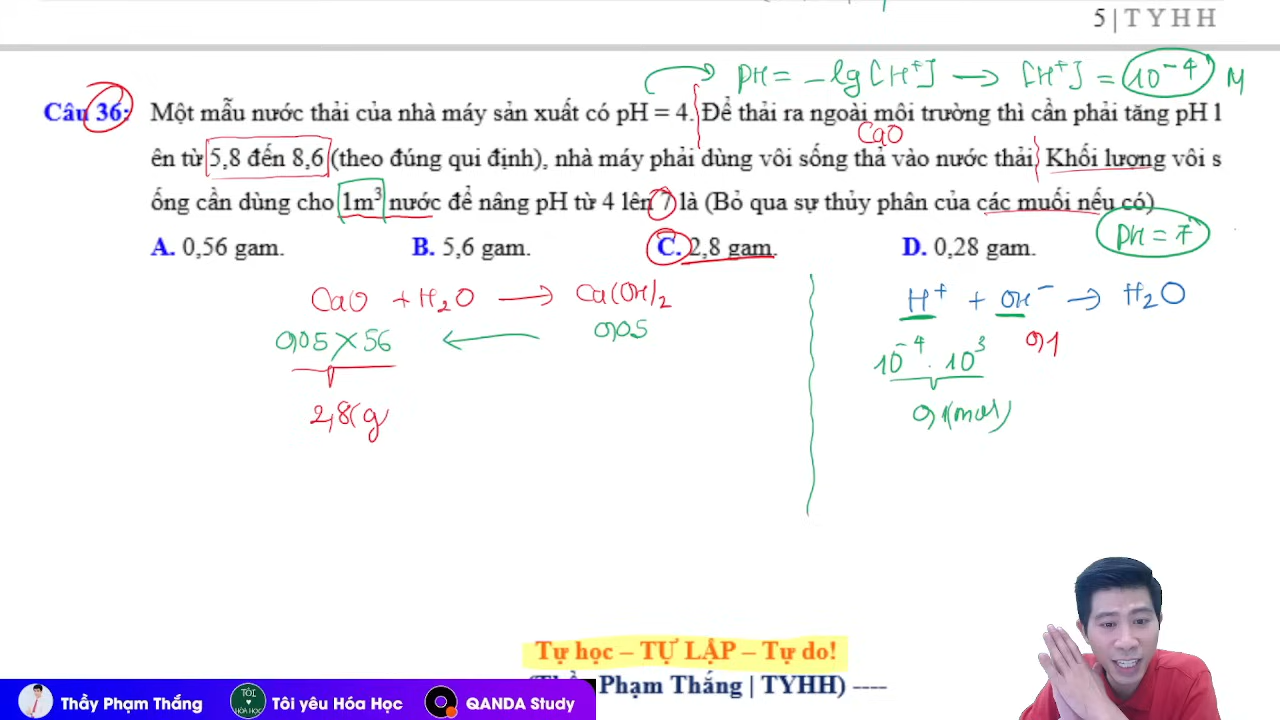 5 | T Y H H
pH = -lg[H+] → [H+] = 10^-4 M
Câu 36: Một mẫu nước thải của nhà máy sản xuất có pH = 4. Để thải ra ngoài môi trường thì cần phải tăng pH l
CaO
ên từ 5,8 đến 8,6 (theo đúng qui định), nhà máy phải dùng vôi sống thả vào nước thải. Khối lượng vôi s
ống cần dùng cho 1m³ nước để nâng pH từ 4 lên 7 là (Bỏ qua sự thủy phân của các muối nếu có)
pH = 7
A. 0,56 gam. B. 5,6 gam. C. 2,8 gam. D. 0,28 gam.
CaO + H₂O → Ca(OH)₂
0,05 × 56 ← 0,05
2,8(g
H⁺ + OH⁻ → H₂O
10^-4 . 10^3 0,1
0,1(mol)
Tự học – TỰ LẬP – Tự do!
Phạm Thắng | TYHH) ----
Thầy Phạm Thắng TÔI HÓA HỌC Tôi yêu Hóa Học QANDA Study